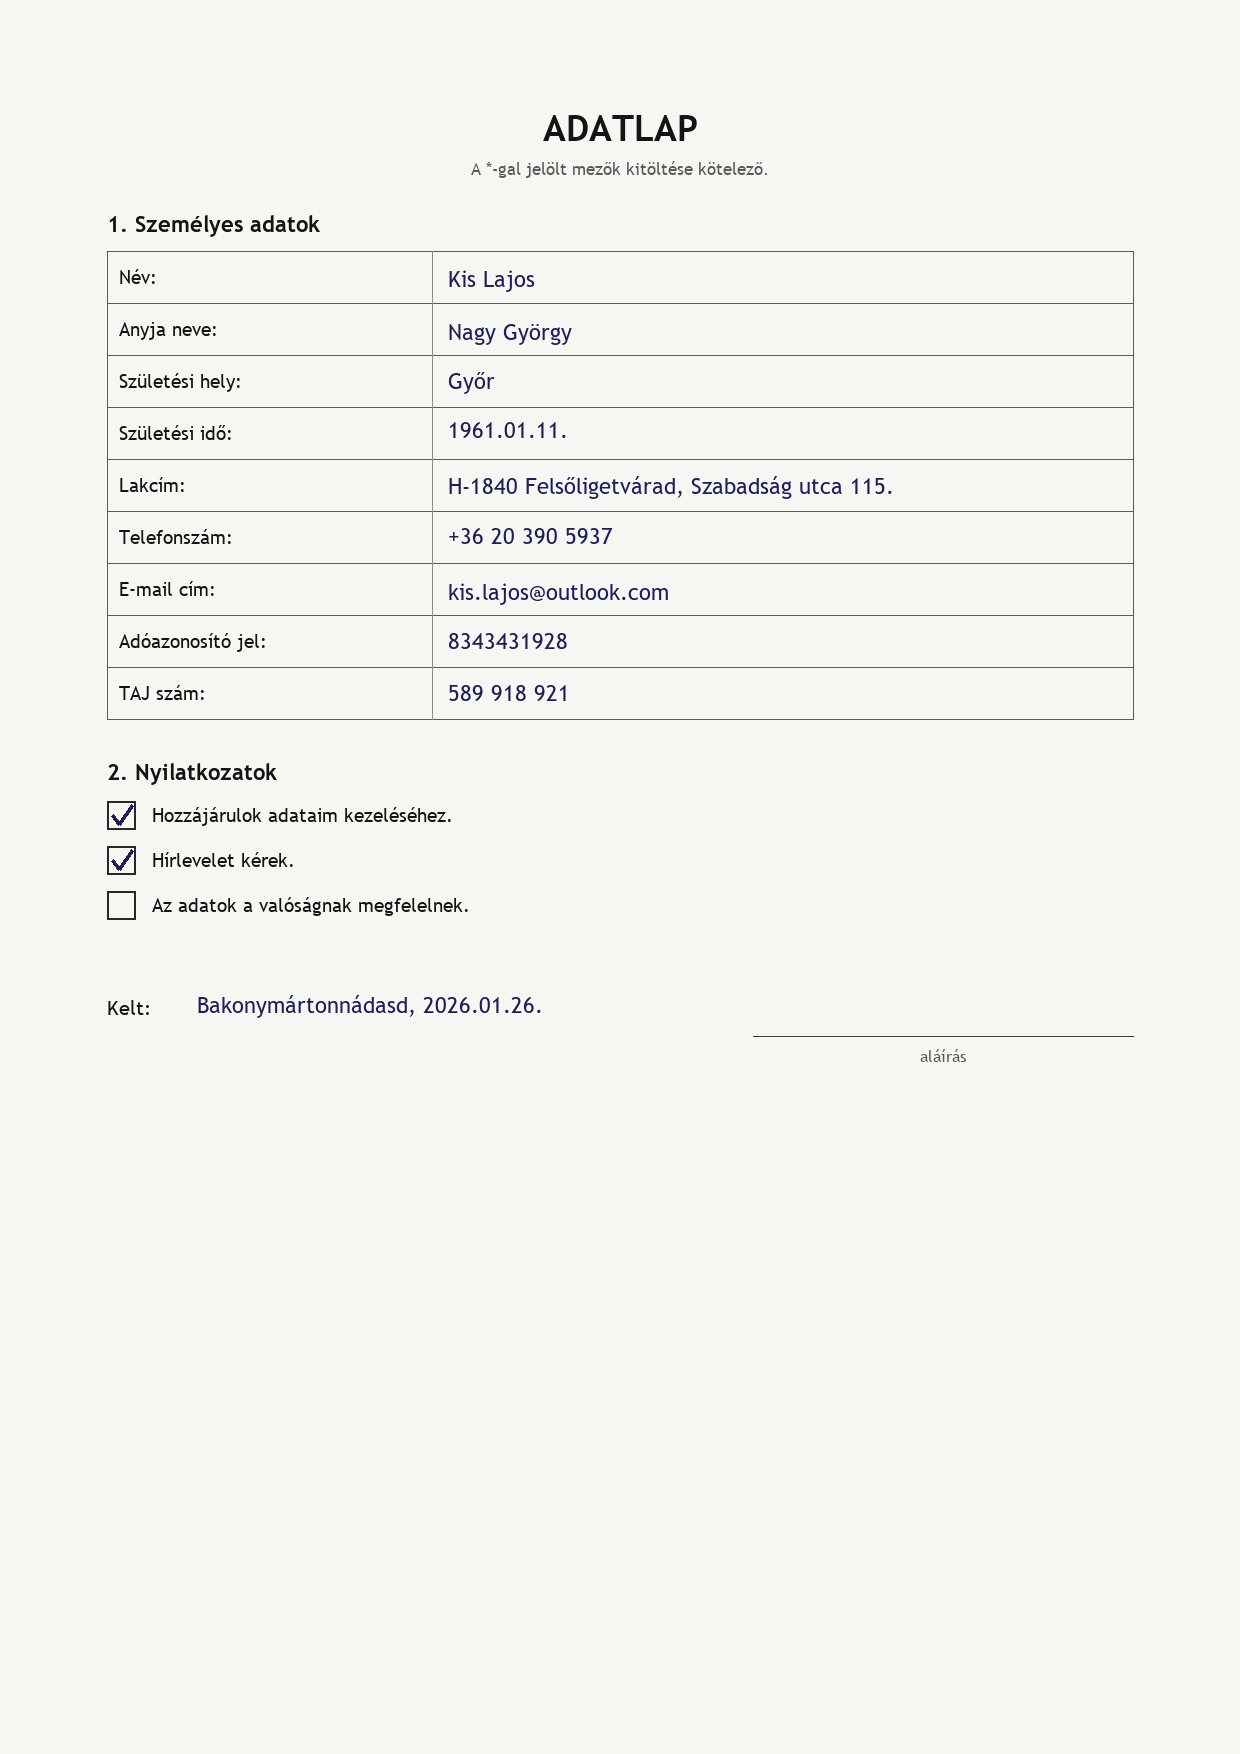 ADATLAP
A *-gal jelölt mezők kitöltése kötelező.
1. Személyes adatok
Név: Kis Lajos
Anyja neve: Nagy György
Születési hely: Győr
Születési idő: 1961.01.11.
Lakcím: H-1840 Felsőligetvárad, Szabadság utca 115.
Telefonszám: +36 20 390 5937
E-mail cím: kis.lajos@outlook.com
Adóazonosító jel: 8343431928
TAJ szám: 589 918 921
2. Nyilatkozatok
Hozzájárulok adataim kezeléséhez.
Hírlevelet kérek.
Az adatok a valóságnak megfelelnek.
Kelt: Bakonymártonnádasd, 2026.01.26.
aláírás